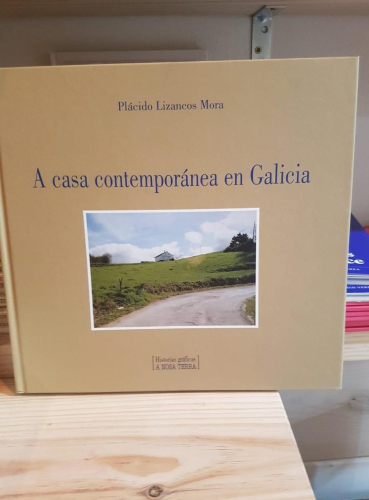 Plácido Lizancos Mora
A casa contemporánea en Galicia
Historias gráficas
A NOSA TERRA